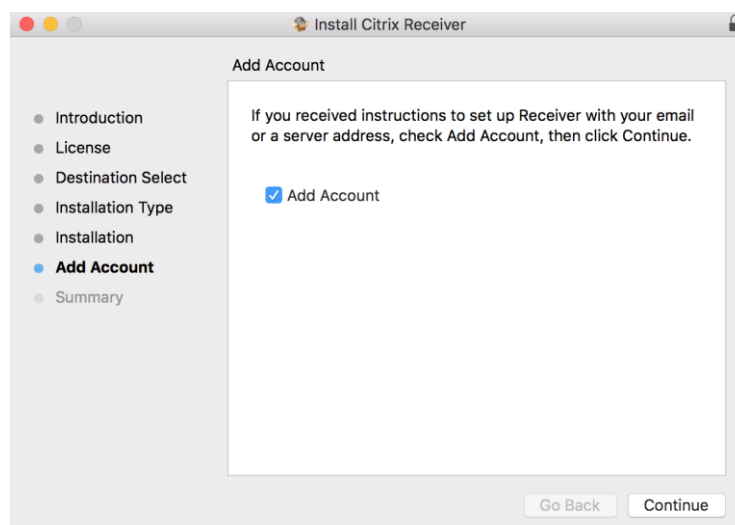 Install Citrix Receiver
Add Account
Introduction
License
Destination Select
Installation Type
Installation
Add Account
Summary
If you received instructions to set up Receiver with your email
or a server address, check Add Account, then click Continue.
Add Account
Go Back
Continue